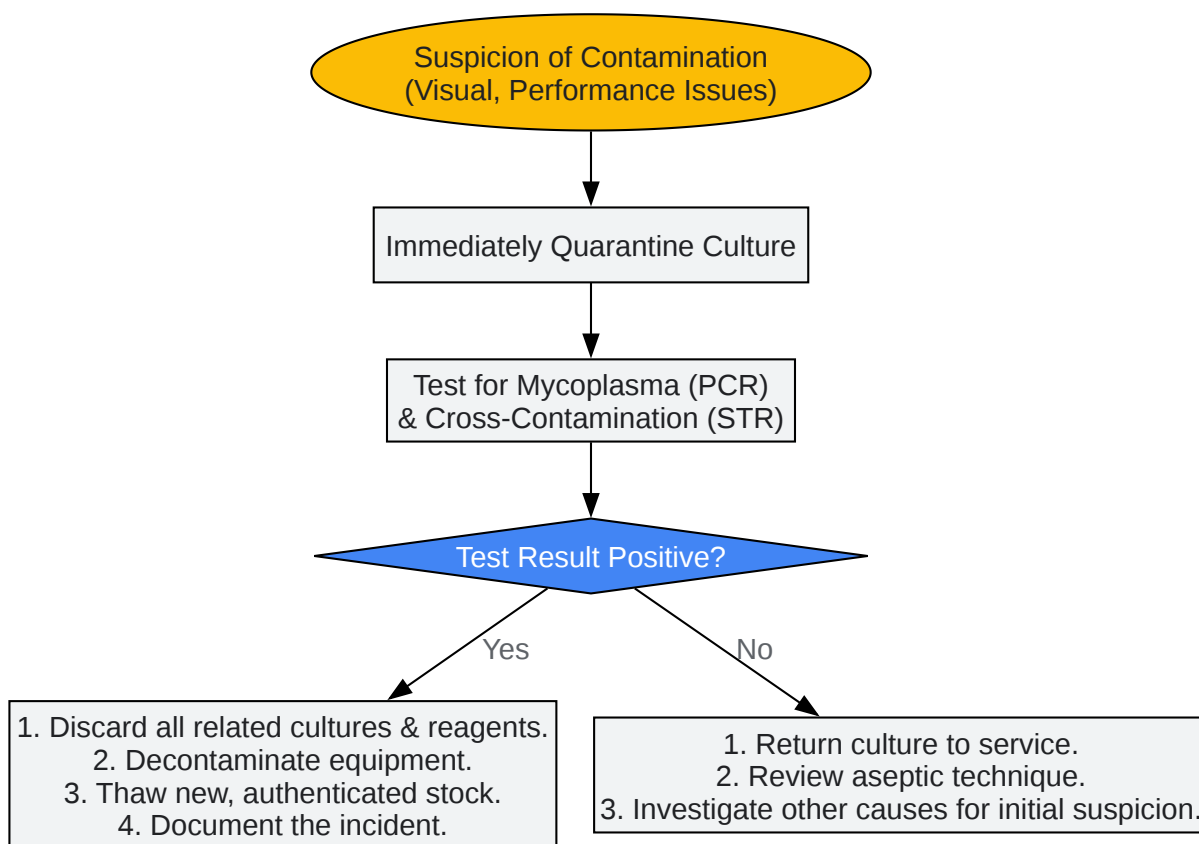 Suspicion of Contamination
(Visual, Performance Issues)
Immediately Quarantine Culture
Test for Mycoplasma (PCR)
& Cross-Contamination (STR)
Test Result Positive?
Yes
No
1. Discard all related cultures & reagents.
2. Decontaminate equipment.
3. Thaw new, authenticated stock.
4. Document the incident.
1. Return culture to service.
2. Review aseptic technique.
3. Investigate other causes for initial suspicion.